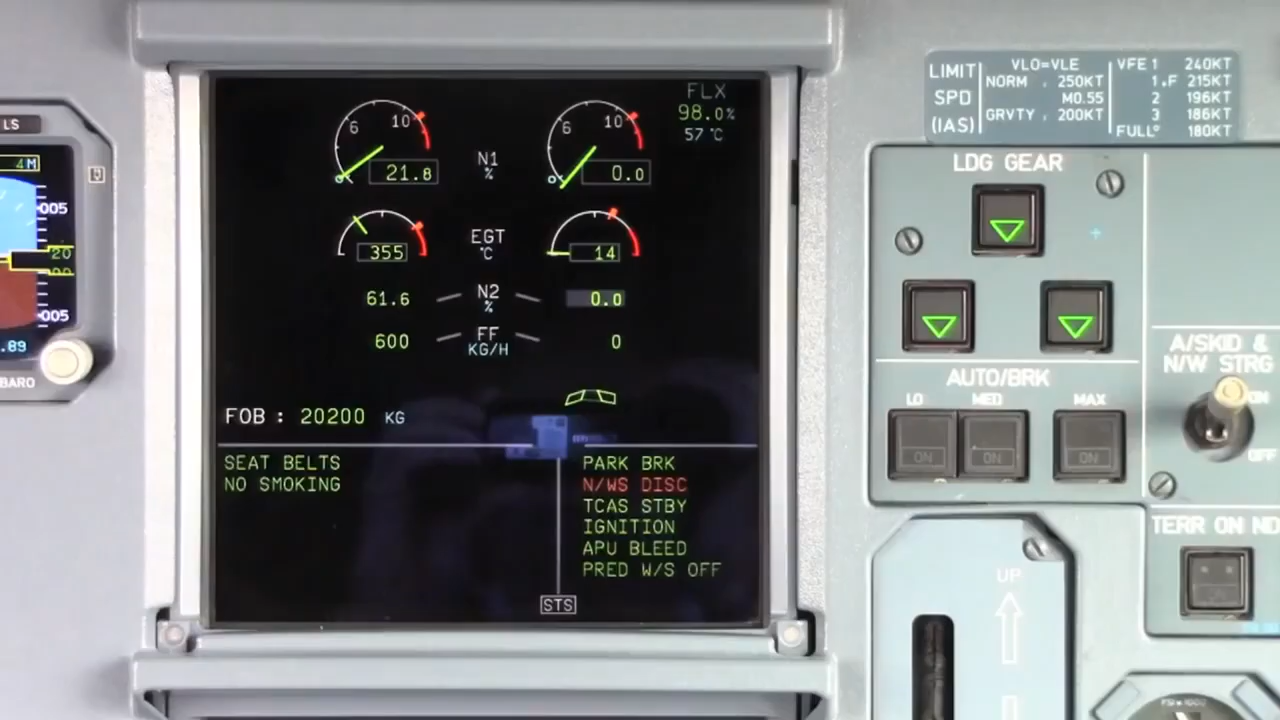 LS
4M
005
20
00
005
.89
BARO
FLX
98.0%
57°C
6 10
21.8
N1
%
6 10
0.0
355
EGT
°C
14
61.6
N2
%
0.0
600
FF
KG/H
0
FOB : 20200 KG
SEAT BELTS
NO SMOKING
PARK BRK
N/WS DISC
TCAS STBY
IGNITION
APU BLEED
PRED W/S OFF
STS
LIMIT
SPD
(IAS)
VLO=VLE
NORM . 250KT
M0.55
GRVTY . 200KT
VFE 1 240KT
1.F 215KT
2 196KT
3 186KT
FULL° 180KT
LDG GEAR
AUTO/BRK
LO MED MAX
ON ON ON
A/SKID &
N/W STRG
ON
OFF
TERR ON ND
UP